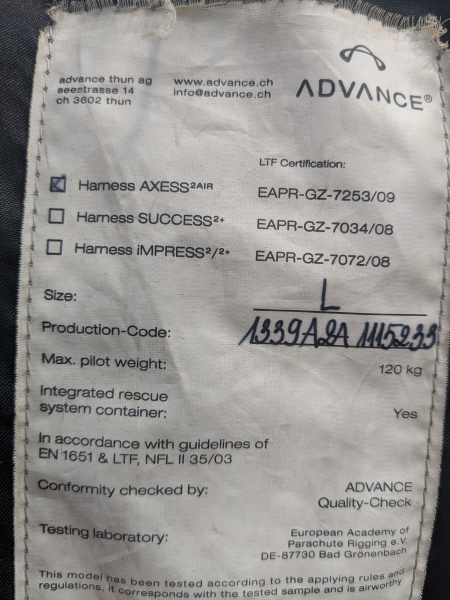 ADVANCE®
advance thun ag
seestrasse 14
ch 3602 thun
www.advance.ch
info@advance.ch
LTF Certification:
Harness AXESS²AIR EAPR-GZ-7253/09
Harness SUCCESS²⁺ EAPR-GZ-7034/08
Harness iMPRESS²/²⁺ EAPR-GZ-7072/08
Size: L
Production-Code: 1339A2A 1115233
Max. pilot weight: 120 kg
Integrated rescue
system container: Yes
In accordance with guidelines of
EN 1651 & LTF, NFL II 35/03
Conformity checked by: ADVANCE
Quality-Check
Testing laboratory: European Academy of
Parachute Rigging e.V.
DE-87730 Bad Grönenbach
This model has been tested according to the applying rules and
regulations, it corresponds with the tested sample and is airworthy